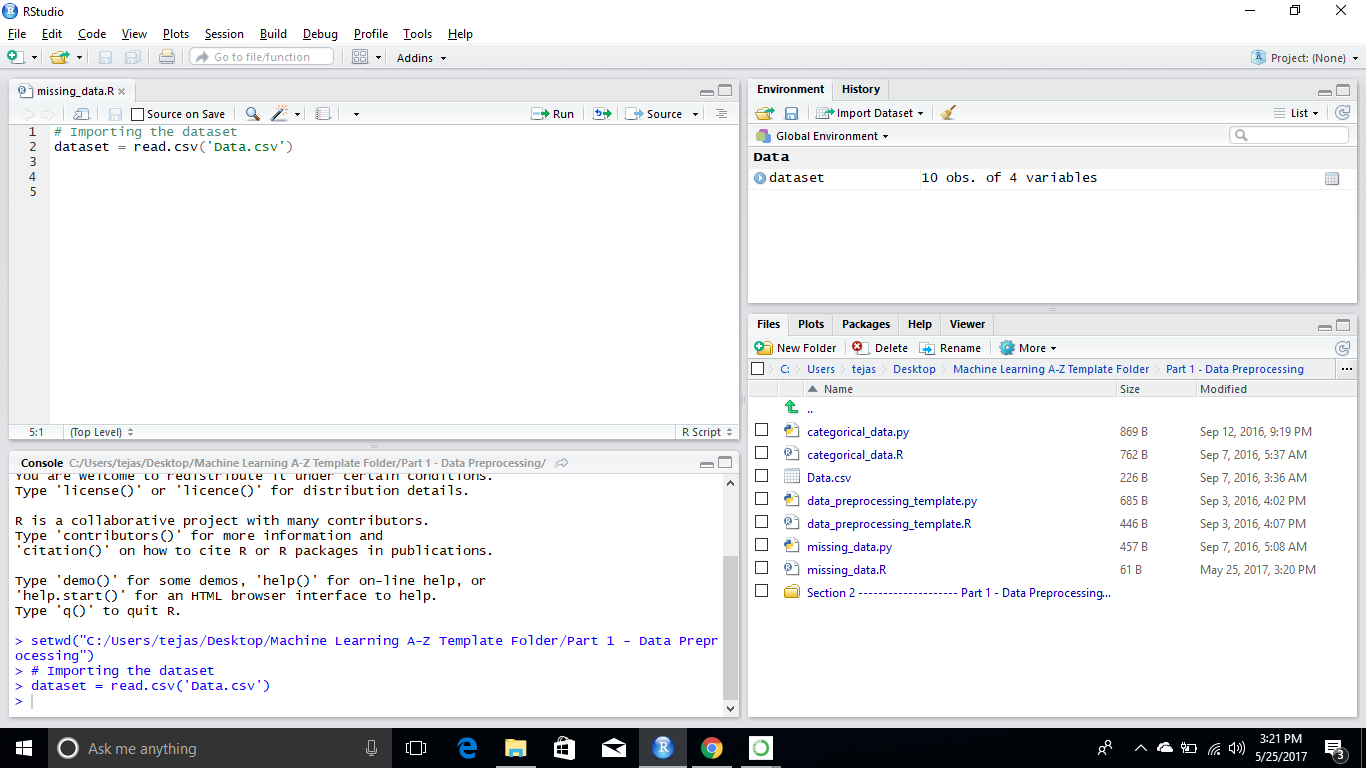 RStudio
File Edit Code View Plots Session Build Debug Profile Tools Help
Go to file/function Addins Project: (None)
missing_data.R
Source on Save Run Source
1 # Importing the dataset
2 dataset = read.csv('Data.csv')
3
4
5
5:1 (Top Level) R Script
Console C:/Users/tejas/Desktop/Machine Learning A-Z Template Folder/Part 1 - Data Preprocessing/
You are welcome to redistribute it under certain conditions.
Type 'license()' or 'licence()' for distribution details.
R is a collaborative project with many contributors.
Type 'contributors()' for more information and
'citation()' on how to cite R or R packages in publications.
Type 'demo()' for some demos, 'help()' for on-line help, or
'help.start()' for an HTML browser interface to help.
Type 'q()' to quit R.
> setwd("C:/Users/tejas/Desktop/Machine Learning A-Z Template Folder/Part 1 - Data Prepr
ocessing")
> # Importing the dataset
> dataset = read.csv('Data.csv')
>
Environment History
Import Dataset List
Global Environment
Data
dataset 10 obs. of 4 variables
Files Plots Packages Help Viewer
New Folder Delete Rename More
C: Users tejas Desktop Machine Learning A-Z Template Folder Part 1 - Data Preprocessing ...
Name Size Modified
..
categorical_data.py 869 B Sep 12, 2016, 9:19 PM
categorical_data.R 762 B Sep 7, 2016, 5:37 AM
Data.csv 226 B Sep 7, 2016, 3:36 AM
data_preprocessing_template.py 685 B Sep 3, 2016, 4:02 PM
data_preprocessing_template.R 446 B Sep 3, 2016, 4:07 PM
missing_data.py 457 B Sep 7, 2016, 5:08 AM
missing_data.R 61 B May 25, 2017, 3:20 PM
Section 2 -------------------- Part 1 - Data Preprocessing...
Ask me anything
3:21 PM
5/25/2017
3